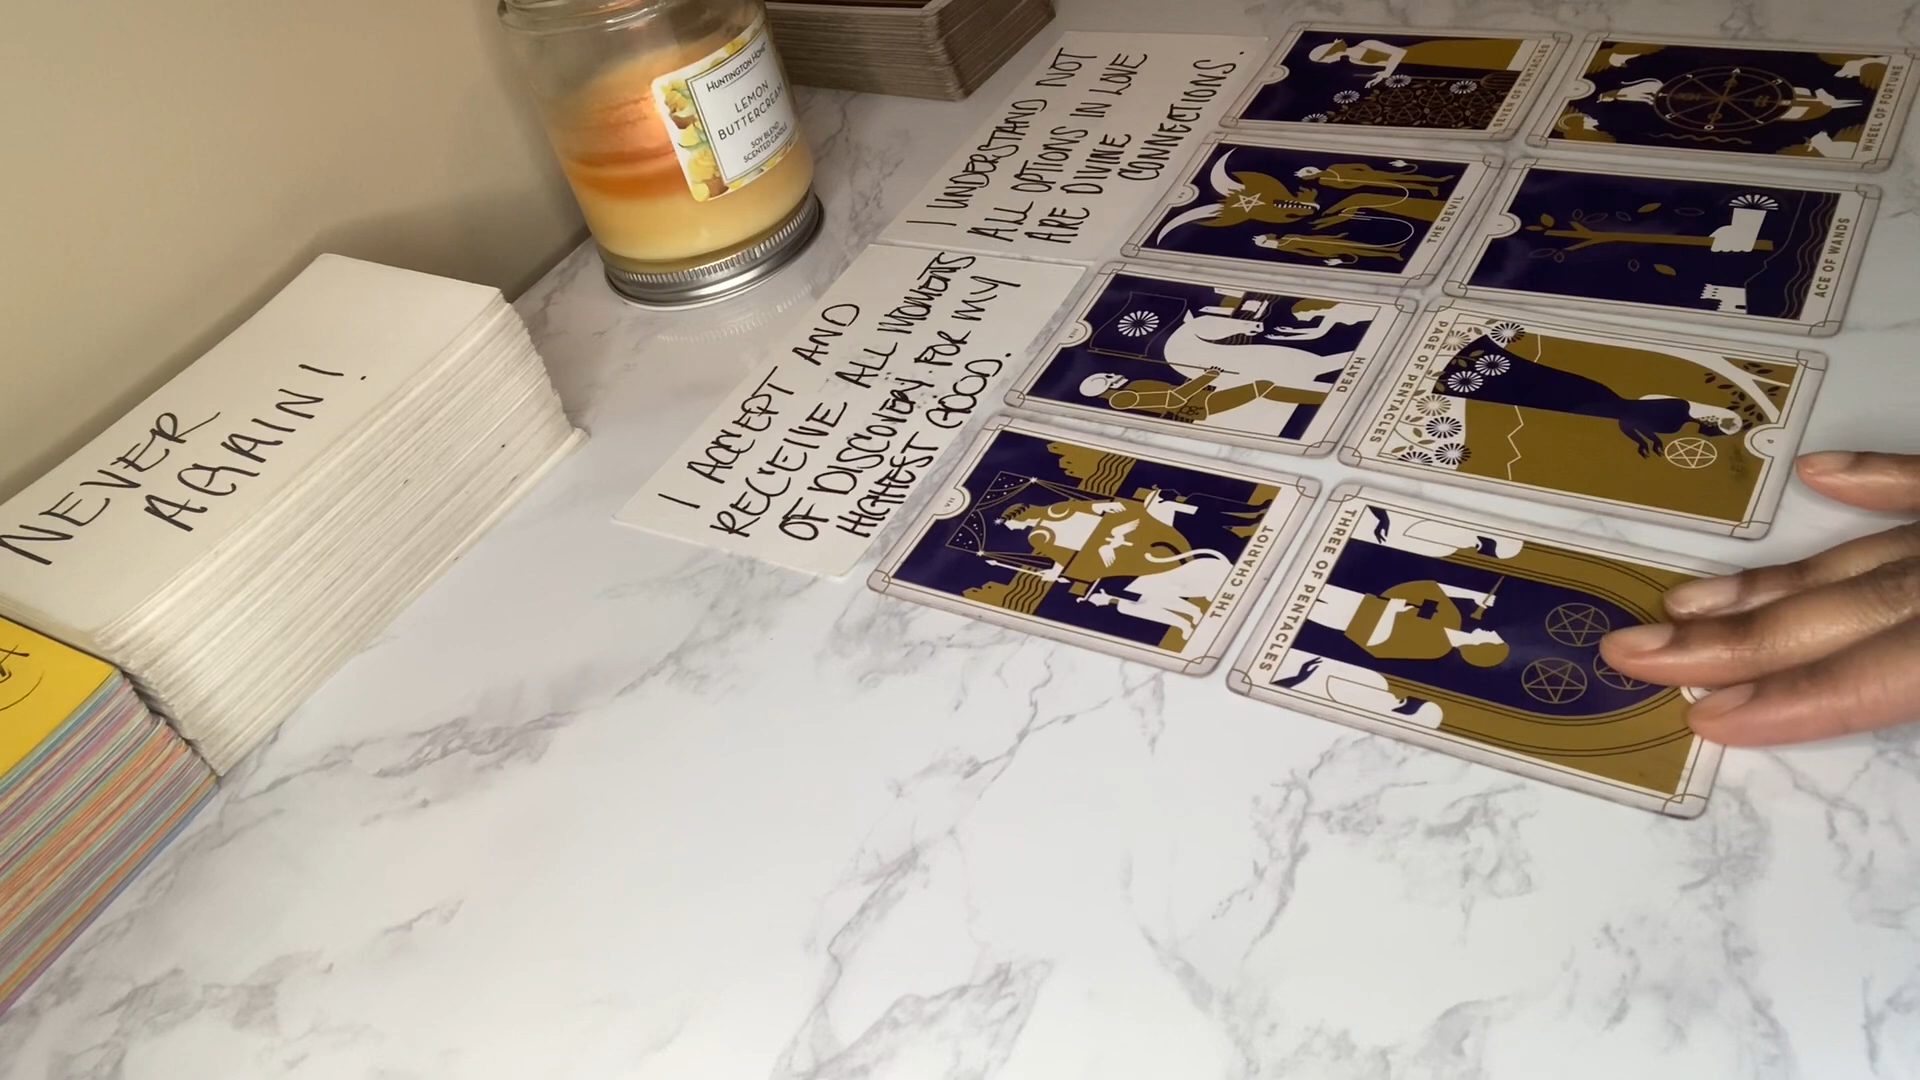 HUNTINGTON HOME
LEMON
BUTTERCREAM
SOY BLEND
SCENTED CANDLE
NEVER
AGAIN!
I UNDERSTAND NOT
ALL OPTIONS IN LOVE
ARE DIVINE
CONNECTIONS.
I ACCEPT AND
RECEIVE ALL MOMENTS
OF DISCOVERY FOR MY
HIGHEST GOOD.
SEVEN OF PENTACLES
WHEEL OF FORTUNE
THE DEVIL
ACE OF WANDS
XIII
DEATH
PAGE OF PENTACLES
P
VII
THE CHARIOT
THREE OF PENTACLES